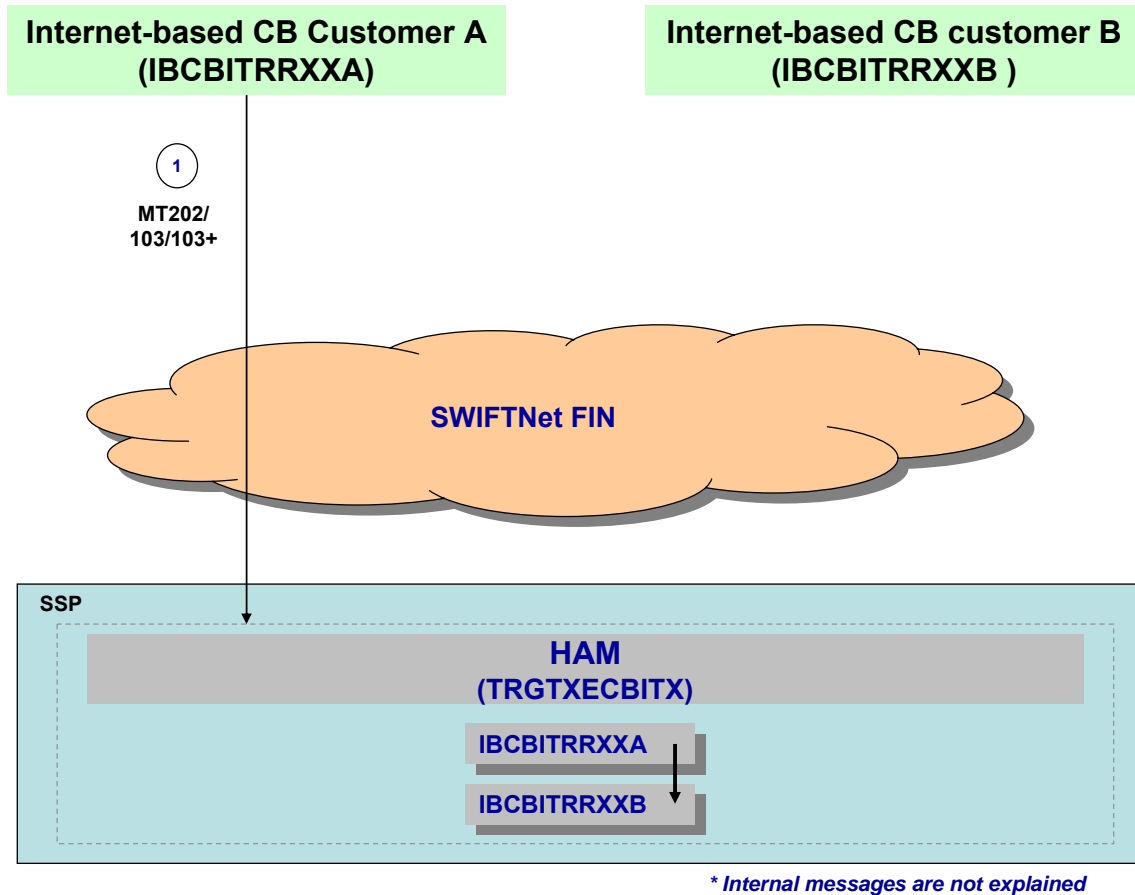 Internet-based CB Customer A
(IBCBITRRXXA)
Internet-based CB customer B
(IBCBITRRXXB )
1
MT202/
103/103+
SWIFTNet FIN
SSP
HAM
(TRGTXECBITX)
IBCBITRRXXA
IBCBITRRXXB
* Internal messages are not explained